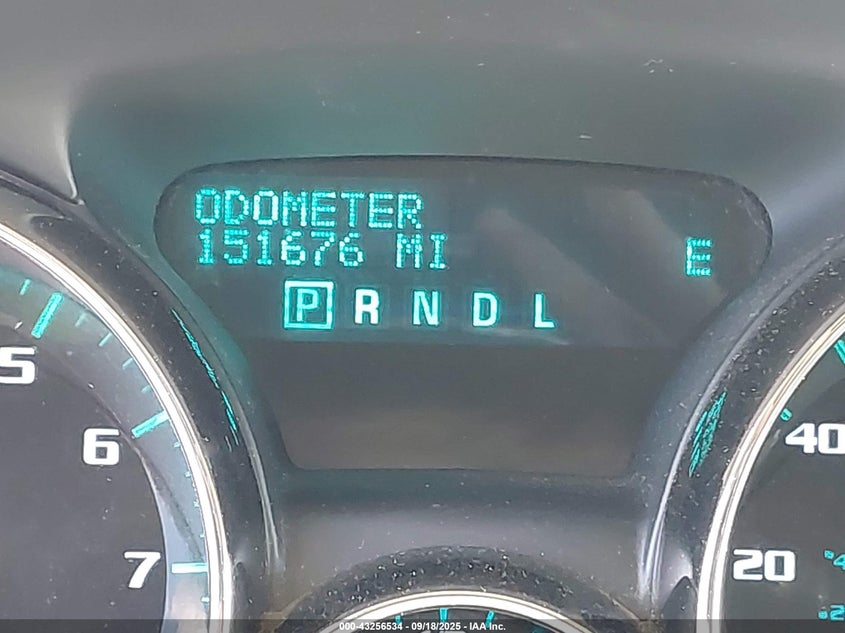 ODOMETER
151676 MI
E
P R N D L
5
6
7
40
20
000-43256534 - 09/18/2025 - IAA Inc.